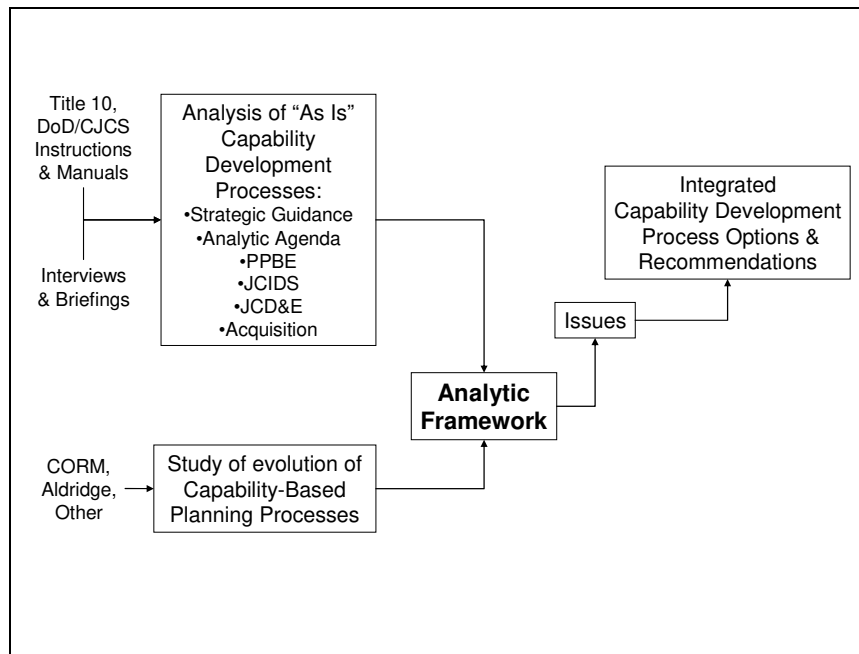 Title 10,
DoD/CJCS
Instructions
& Manuals
Interviews
& Briefings
Analysis of “As Is”
Capability
Development
Processes:
•Strategic Guidance
•Analytic Agenda
•PPBE
•JCIDS
•JCD&E
•Acquisition
CORM,
Aldridge,
Other
Study of evolution of
Capability-Based
Planning Processes
Analytic
Framework
Issues
Integrated
Capability Development
Process Options &
Recommendations